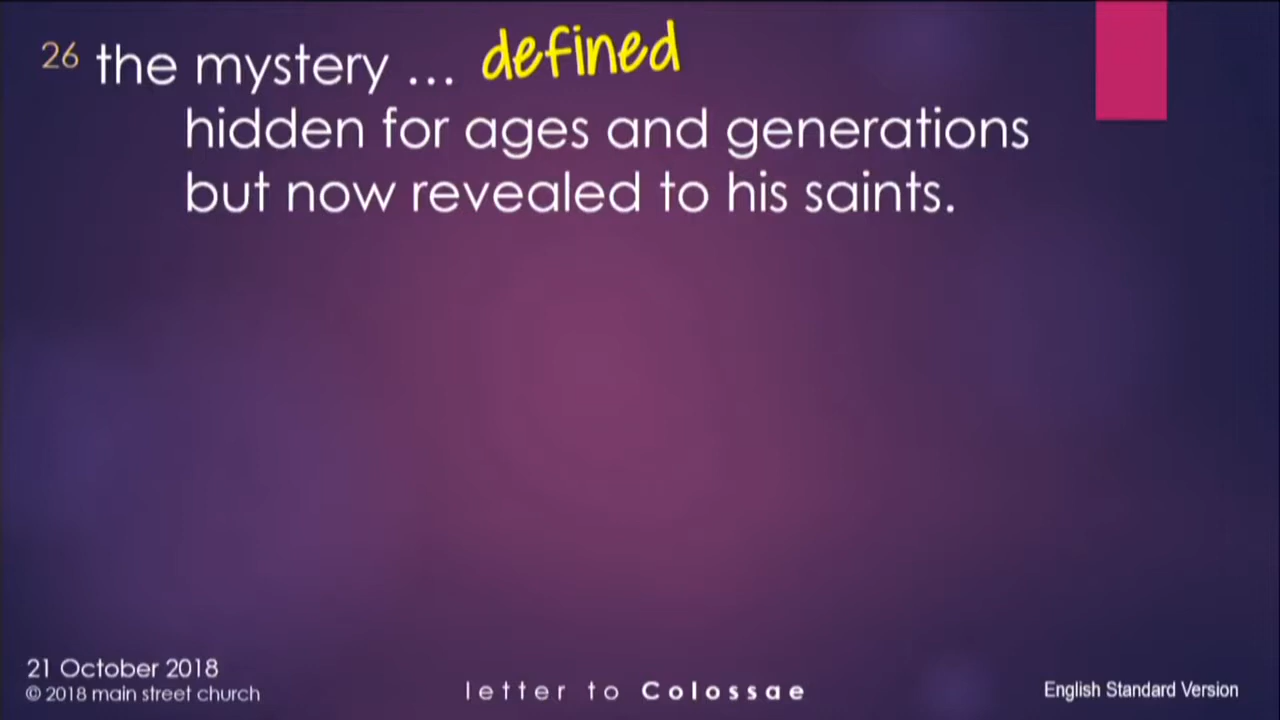 26 the mystery … defined
hidden for ages and generations
but now revealed to his saints.
21 October 2018
© 2018 main street church
letter to Colossae
English Standard Version